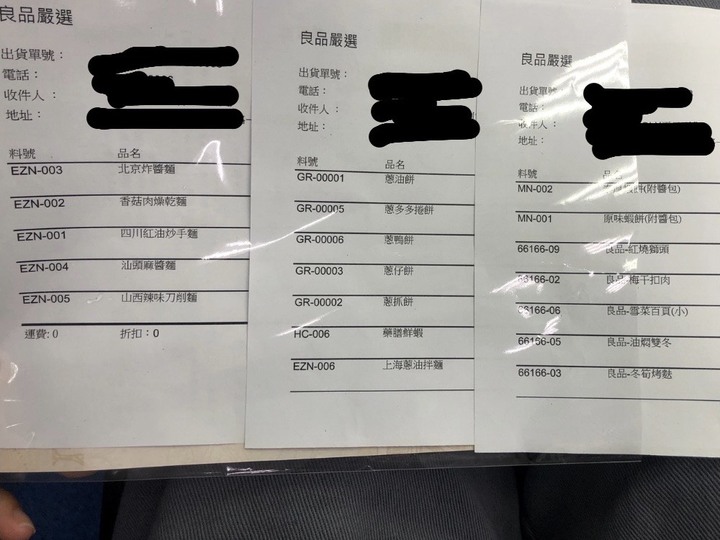 良品嚴選
出貨單號：
電話：
收件人：
地址：
料號 品名
EZN-003 北京炸醬麵
EZN-002 香菇肉燥乾麵
EZN-001 四川紅油炒手麵
EZN-004 汕頭麻醬麵
EZN-005 山西辣味刀削麵
運費: 0 折扣：0
良品嚴選
出貨單號：
電話：
收件人：
地址：
料號 品名
GR-00001 蔥油餅
GR-00005 蔥多多捲餅
GR-00006 蔥鴨餅
GR-00003 蔥仔餅
GR-00002 蔥抓餅
HC-006 藥膳鮮蝦
EZN-006 上海蔥油拌麵
良品嚴選
出貨單號
電話：
收件人：
地址：
料號
MN-002 蝦餅(附醬包)
MN-001 原味蝦餅(附醬包)
66166-09 良品-紅燒獅頭
66166-02 良品-梅干扣肉
66166-06 良品-雪菜百頁(小)
66166-05 良品-油燜雙冬
66166-03 良品-冬筍烤麩